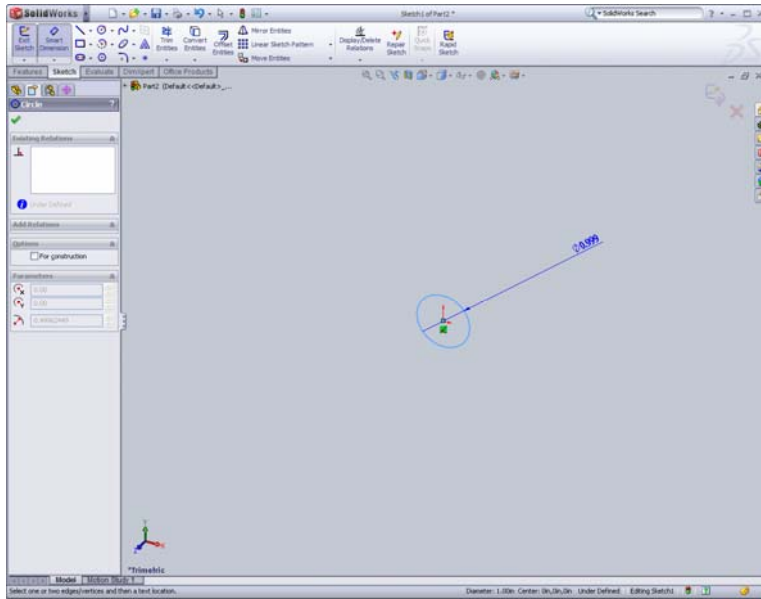 SolidWorks
Sketch1 of Part2 *
SolidWorks Search
Exit Sketch
Smart Dimension
Trim Entities
Convert Entities
Offset Entities
Mirror Entities
Linear Sketch Pattern
Move Entities
Display/Delete Relations
Repair Sketch
Quick Snaps
Rapid Sketch
Features Sketch Evaluate DimXpert Office Products
Part2 (Default<<Default>_...
Circle ?
Existing Relations
Under Defined
Add Relations
Options
For construction
Parameters
0.00
0.00
∅0.999
Y
X
Z
*Trimetric
Model Motion Study 1
Select one or two edges/vertices and then a text location.
Diameter: 1.00in Center: 0in,0in,0in Under Defined Editing Sketch1